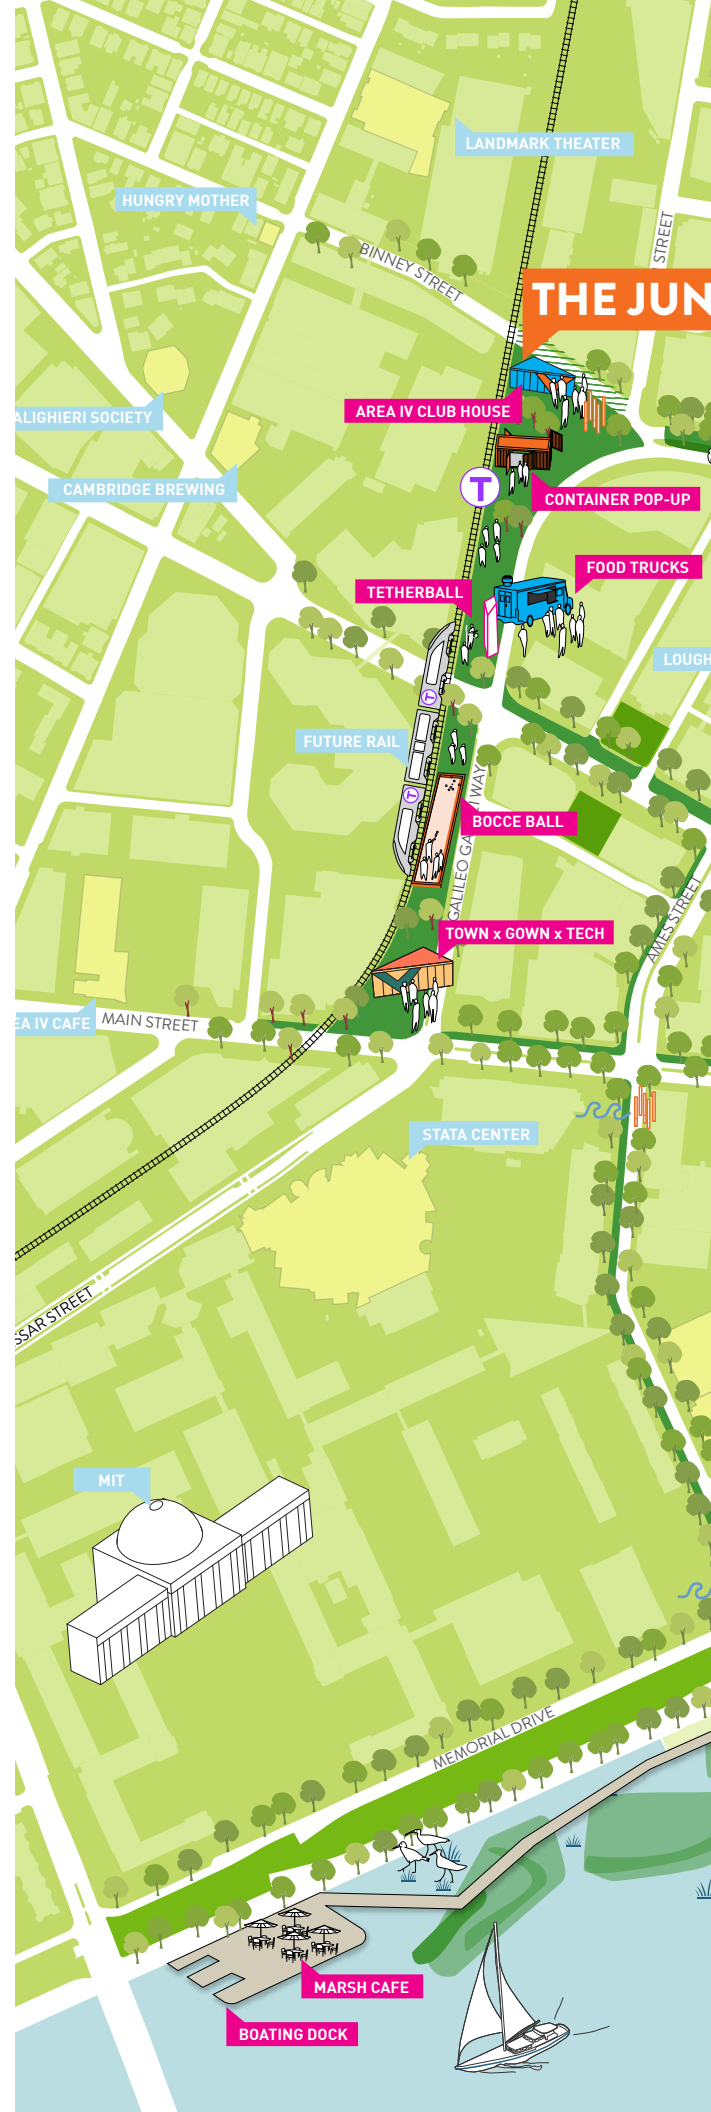 LANDMARK THEATER
HUNGRY MOTHER
STREET
BINNEY STREET
THE JUN
AREA IV CLUB HOUSE
ALIGHIERI SOCIETY
CAMBRIDGE BREWING
T
CONTAINER POP-UP
FOOD TRUCKS
TETHERBALL
LOUGH
T
FUTURE RAIL
T
BOCCE BALL
GALILEO GA
WAY
AMES STREET
TOWN x GOWN x TECH
EA IV CAFE
MAIN STREET
STATA CENTER
SSAR STREET
MIT
MEMORIAL DRIVE
MARSH CAFE
BOATING DOCK